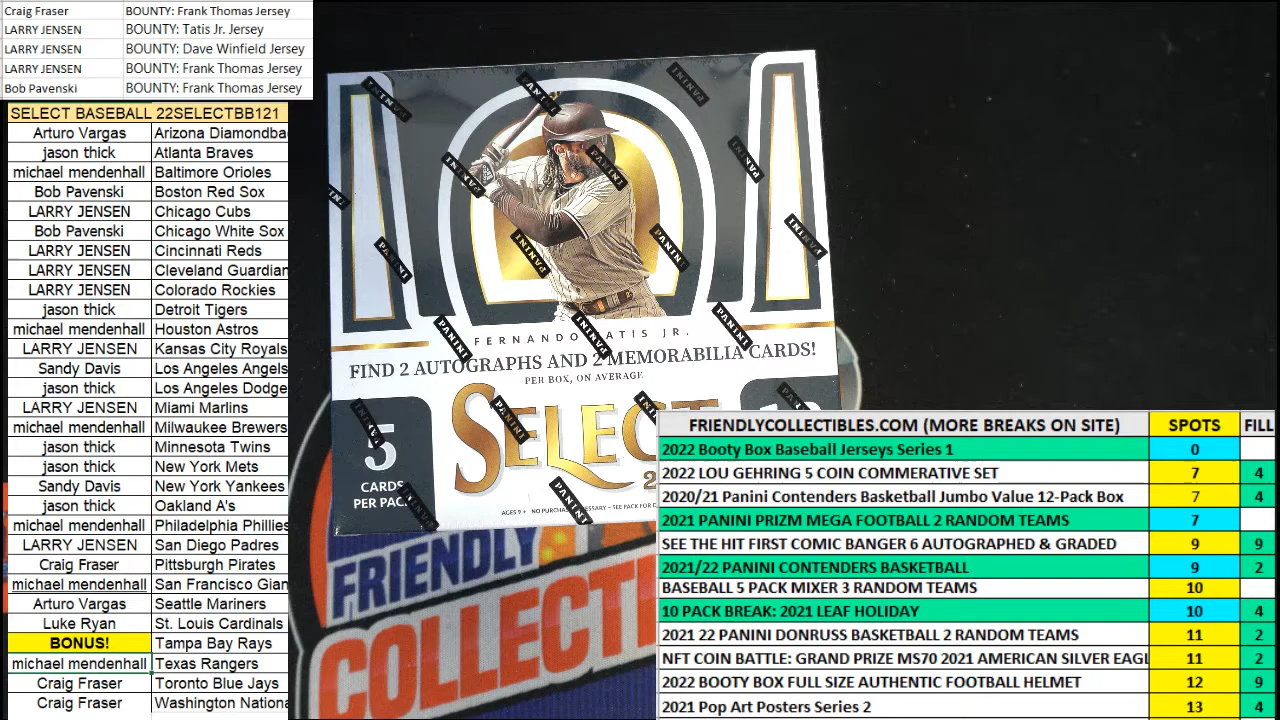 Craig Fraser BOUNTY: Frank Thomas Jersey
LARRY JENSEN BOUNTY: Tatis Jr. Jersey
LARRY JENSEN BOUNTY: Dave Winfield Jersey
LARRY JENSEN BOUNTY: Frank Thomas Jersey
Bob Pavenski BOUNTY: Frank Thomas Jersey
SELECT BASEBALL 22SELECTBB121
Arturo Vargas Arizona Diamondba
jason thick Atlanta Braves
michael mendenhall Baltimore Orioles
Bob Pavenski Boston Red Sox
LARRY JENSEN Chicago Cubs
Bob Pavenski Chicago White Sox
LARRY JENSEN Cincinnati Reds
LARRY JENSEN Cleveland Guardian
LARRY JENSEN Colorado Rockies
jason thick Detroit Tigers
michael mendenhall Houston Astros
LARRY JENSEN Kansas City Royals
Sandy Davis Los Angeles Angels
jason thick Los Angeles Dodge
LARRY JENSEN Miami Marlins
michael mendenhall Milwaukee Brewers
jason thick Minnesota Twins
jason thick New York Mets
Sandy Davis New York Yankees
jason thick Oakland A's
michael mendenhall Philadelphia Phillies
LARRY JENSEN San Diego Padres
Craig Fraser Pittsburgh Pirates
michael mendenhall San Francisco Gian
Arturo Vargas Seattle Mariners
Luke Ryan St. Louis Cardinals
BONUS! Tampa Bay Rays
michael mendenhall Texas Rangers
Craig Fraser Toronto Blue Jays
Craig Fraser Washington Nationa
FERNANDO TATIS JR.
FIND 2 AUTOGRAPHS AND 2 MEMORABILIA CARDS!
PER BOX, ON AVERAGE
SELECT
5
CARDS
PER PACK
AGES 9+ NO PURCHASE NECESSARY - SEE PACK FOR D
PANINI
FRIENDLY
COLLECT
FRIENDLYCOLLECTIBLES.COM (MORE BREAKS ON SITE) SPOTS FILL
2022 Booty Box Baseball Jerseys Series 1 0
2022 LOU GEHRING 5 COIN COMMERATIVE SET 7 4
2020/21 Panini Contenders Basketball Jumbo Value 12-Pack Box 7 4
2021 PANINI PRIZM MEGA FOOTBALL 2 RANDOM TEAMS 7
SEE THE HIT FIRST COMIC BANGER 6 AUTOGRAPHED & GRADED 9 9
2021/22 PANINI CONTENDERS BASKETBALL 9 2
BASEBALL 5 PACK MIXER 3 RANDOM TEAMS 10
10 PACK BREAK: 2021 LEAF HOLIDAY 10 4
2021 22 PANINI DONRUSS BASKETBALL 2 RANDOM TEAMS 11 2
NFT COIN BATTLE: GRAND PRIZE MS70 2021 AMERICAN SILVER EAGL 11 2
2022 BOOTY BOX FULL SIZE AUTHENTIC FOOTBALL HELMET 12 9
2021 Pop Art Posters Series 2 13 4